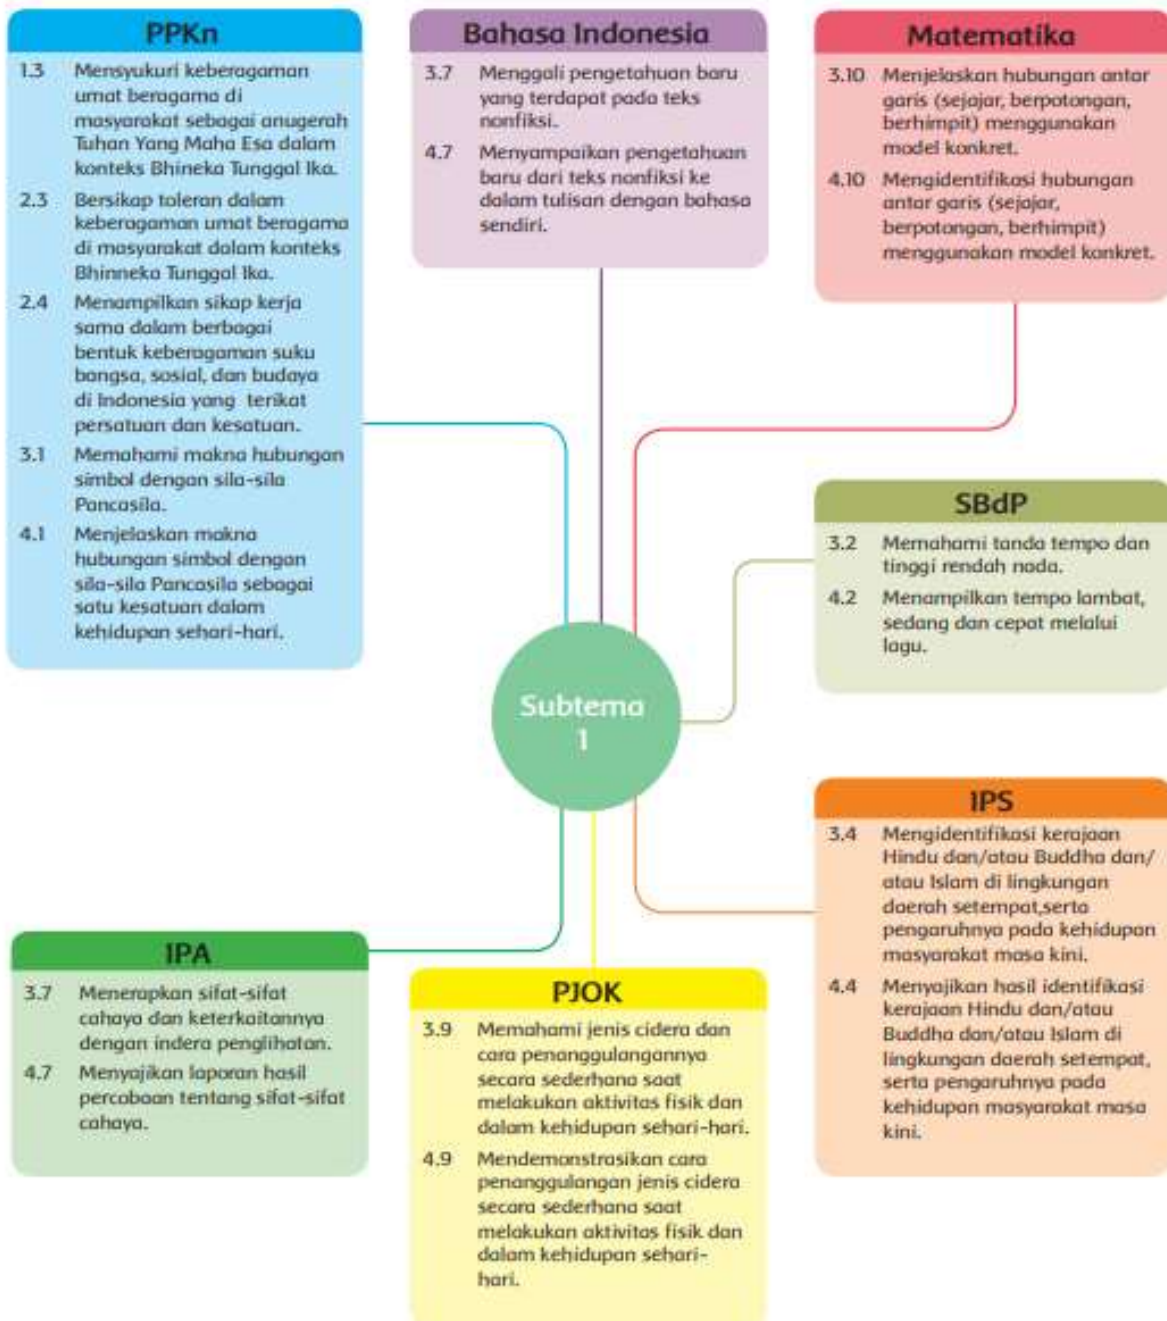 PPKn
1.3 Mensyukuri keberagaman
umat beragama di
masyarakat sebagai anugerah
Tuhan Yang Maha Esa dalam
konteks Bhineka Tunggal Ika.
2.3 Bersikap toleran dalam
keberagaman umat beragama
di masyarakat dalam konteks
Bhinneka Tunggal Ika.
2.4 Menampilkan sikap kerja
sama dalam berbagai
bentuk keberagaman suku
bangsa, sosial, dan budaya
di Indonesia yang terikat
persatuan dan kesatuan.
3.1 Memahami makna hubungan
simbol dengan sila-sila
Pancasila.
4.1 Menjelaskan makna
hubungan simbol dengan
sila-sila Pancasila sebagai
satu kesatuan dalam
kehidupan sehari-hari.
Bahasa Indonesia
3.7 Menggali pengetahuan baru
yang terdapat pada teks
nonfiksi.
4.7 Menyampaikan pengetahuan
baru dari teks nonfiksi ke
dalam tulisan dengan bahasa
sendiri.
Matematika
3.10 Menjelaskan hubungan antar
garis (sejajar, berpotongan,
berhimpit) menggunakan
model konkret.
4.10 Mengidentifikasi hubungan
antar garis (sejajar,
berpotongan, berhimpit)
menggunakan model konkret.
SBdP
3.2 Memahami tanda tempo dan
tinggi rendah nada.
4.2 Menampilkan tempo lambat,
sedang dan cepat melalui
lagu.
Subtema
1
IPS
3.4 Mengidentifikasi kerajaan
Hindu dan/atau Buddha dan/
atau Islam di lingkungan
daerah setempat,serta
pengaruhnya pada kehidupan
masyarakat masa kini.
4.4 Menyajikan hasil identifikasi
kerajaan Hindu dan/atau
Buddha dan/atau Islam di
lingkungan daerah setempat,
serta pengaruhnya pada
kehidupan masyarakat masa
kini.
IPA
3.7 Menerapkan sifat-sifat
cahaya dan keterkaitannya
dengan indera penglihatan.
4.7 Menyajikan laporan hasil
percobaan tentang sifat-sifat
cahaya.
PJOK
3.9 Memahami jenis cidera dan
cara penanggulangannya
secara sederhana saat
melakukan aktivitas fisik dan
dalam kehidupan sehari-hari.
4.9 Mendemonstrasikan cara
penanggulangan jenis cidera
secara sederhana saat
melakukan aktivitas fisik dan
dalam kehidupan sehari-
hari.